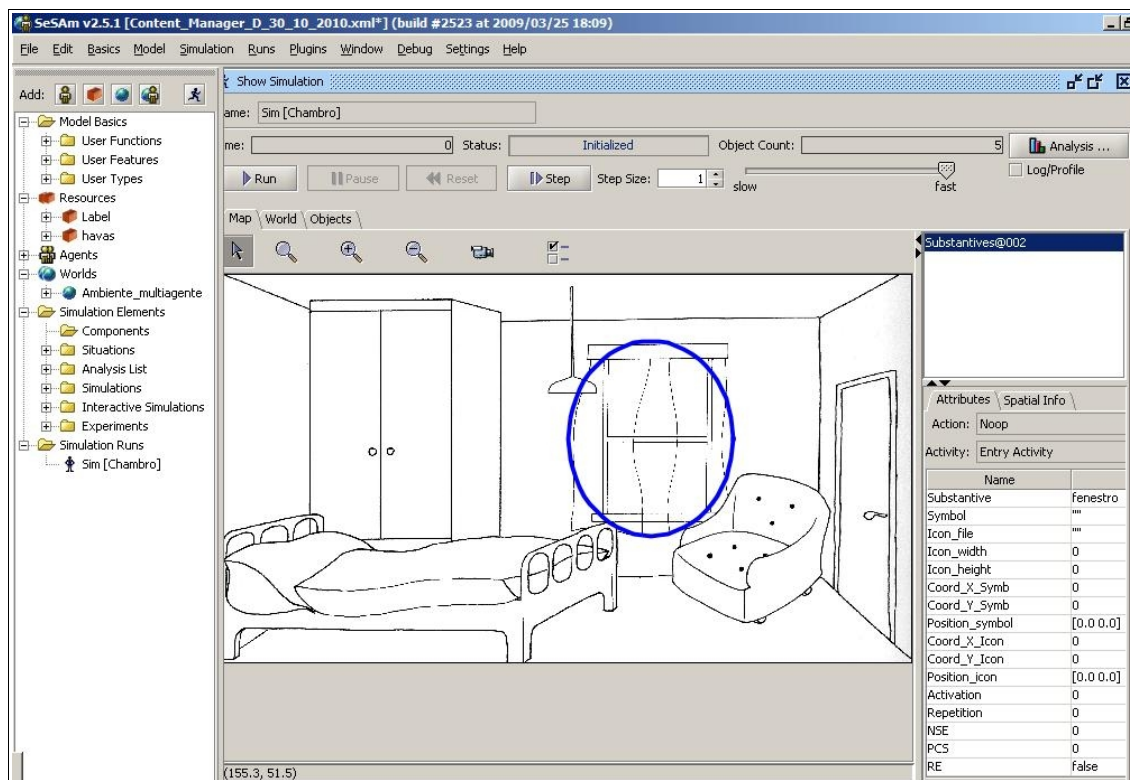 SeSAm v2.5.1 [Content_Manager_D_30_10_2010.xml*] (build #2523 at 2009/03/25 18:09)
File Edit Basics Model Simulation Runs Plugins Window Debug Settings Help
Add:
Model Basics
User Functions
User Features
User Types
Resources
Label
havas
Agents
Worlds
Ambiente_multiagente
Simulation Elements
Components
Situations
Analysis List
Simulations
Interactive Simulations
Experiments
Simulation Runs
Sim [Chambro]
Show Simulation
ame: Sim [Chambro]
me: 0 Status: Initialized Object Count: 5 Analysis ...
Run Pause Reset Step Step Size: 1 slow fast Log/Profile
Map World Objects
Substantives@002
Attributes Spatial Info
Action: Noop
Activity: Entry Activity
Name
Substantive fenestro
Symbol ""
Icon_file ""
Icon_width 0
Icon_height 0
Coord_X_Symb 0
Coord_Y_Symb 0
Position_symbol [0.0 0.0]
Coord_X_Icon 0
Coord_Y_Icon 0
Position_icon [0.0 0.0]
Activation 0
Repetition 0
NSE 0
PCS 0
RE false
(155.3, 51.5)